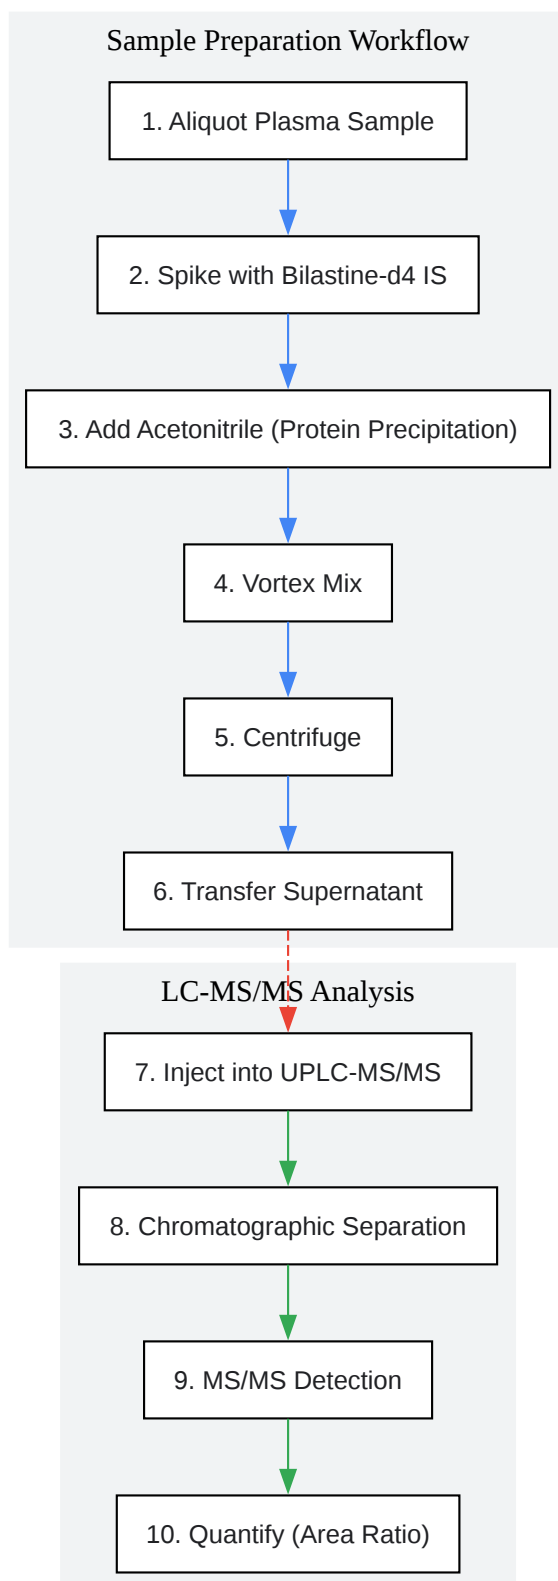 Sample Preparation Workflow
1. Aliquot Plasma Sample
2. Spike with Bilastine-d4 IS
3. Add Acetonitrile (Protein Precipitation)
4. Vortex Mix
5. Centrifuge
6. Transfer Supernatant
LC-MS/MS Analysis
7. Inject into UPLC-MS/MS
8. Chromatographic Separation
9. MS/MS Detection
10. Quantify (Area Ratio)